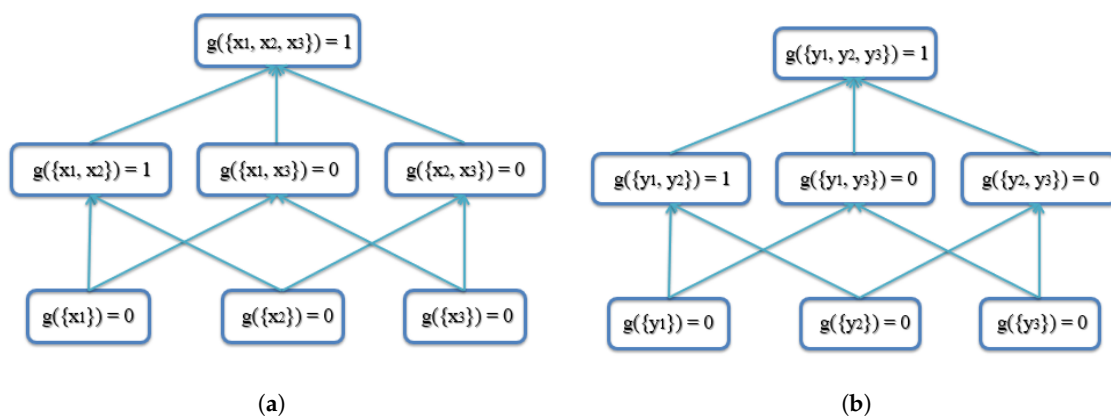 g({x1, x2, x3}) = 1
g({x1, x2}) = 1
g({x1, x3}) = 0
g({x2, x3}) = 0
g({x1}) = 0
g({x2}) = 0
g({x3}) = 0
(a)
g({y1, y2, y3}) = 1
g({y1, y2}) = 1
g({y1, y3}) = 0
g({y2, y3}) = 0
g({y1}) = 0
g({y2}) = 0
g({y3}) = 0
(b)